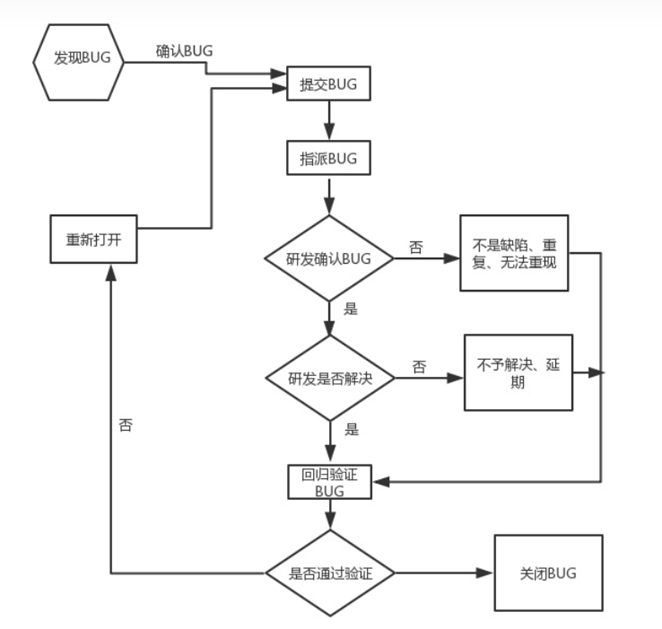 发现BUG
确认BUG
提交BUG
指派BUG
重新打开
研发确认BUG
否
不是缺陷、重
复、无法重现
是
研发是否解决
否
不予解决、延
期
是
否
回归验证
BUG
是否通过验证
关闭BUG